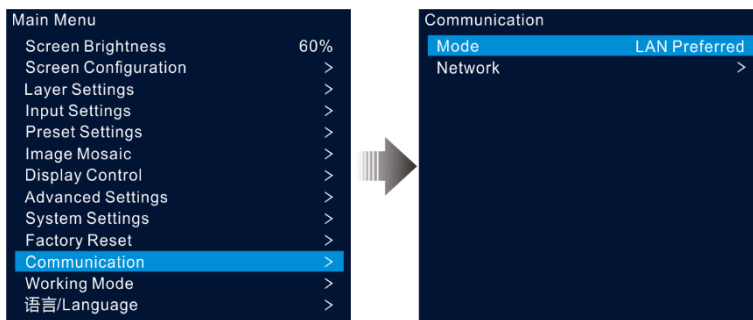 Main Menu
Screen Brightness 60%
Screen Configuration >
Layer Settings >
Input Settings >
Preset Settings >
Image Mosaic >
Display Control >
Advanced Settings >
System Settings >
Factory Reset >
Communication >
Working Mode >
语言/Language >
Communication
Mode LAN Preferred
Network >